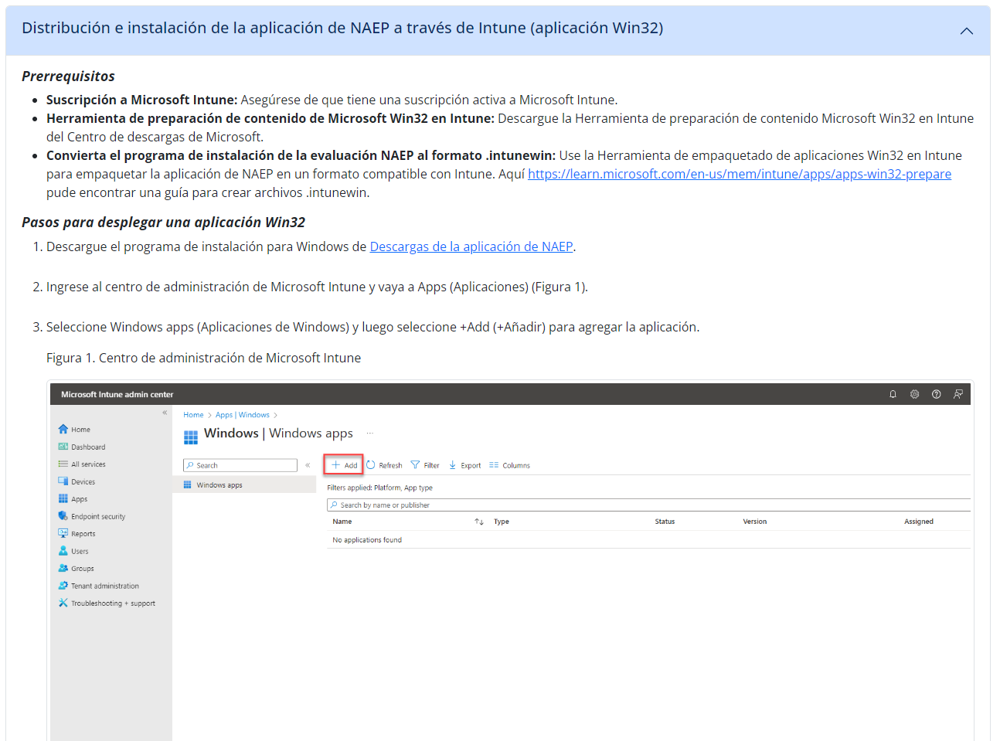 Distribución e instalación de la aplicación de NAEP a través de Intune (aplicación Win32)
Prerrequisitos
• Suscripción a Microsoft Intune: Asegúrese de que tiene una suscripción activa a Microsoft Intune.
• Herramienta de preparación de contenido de Microsoft Win32 en Intune: Descargue la Herramienta de preparación de contenido Microsoft Win32 en Intune
del Centro de descargas de Microsoft.
• Convierta el programa de instalación de la evaluación NAEP al formato .intunewin: Use la Herramienta de empaquetado de aplicaciones Win32 en Intune
para empaquetar la aplicación de NAEP en un formato compatible con Intune. Aquí https://learn.microsoft.com/en-us/mem/intune/apps/apps-win32-prepare
pude encontrar una guía para crear archivos .intunewin.
Pasos para desplegar una aplicación Win32
1. Descargue el programa de instalación para Windows de Descargas de la aplicación de NAEP.
2. Ingrese al centro de administración de Microsoft Intune y vaya a Apps (Aplicaciones) (Figura 1).
3. Seleccione Windows apps (Aplicaciones de Windows) y luego seleccione +Add (+Añadir) para agregar la aplicación.
Figura 1. Centro de administración de Microsoft Intune
Microsoft Intune admin center
«
Home
Dashboard
All services
Devices
Apps
Endpoint security
Reports
Users
Groups
Tenant administration
Troubleshooting + support
Home > Apps | Windows >
Windows | Windows apps ...
Search «
Windows apps
+ Add Refresh Filter Export Columns
Filters applied: Platform, App type
Search by name or publisher
Name ↑↓ Type Status Version Assigned
No applications found